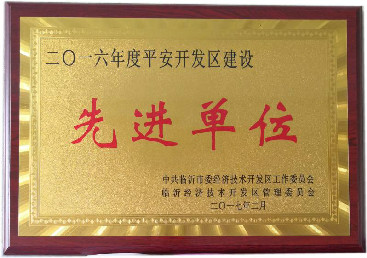 二〇一六年度平安开发区建设
先进单位
中共临沂市委经济技术开发区工作委员会
临沂经济技术开发区管理委员会
二〇一七年二月